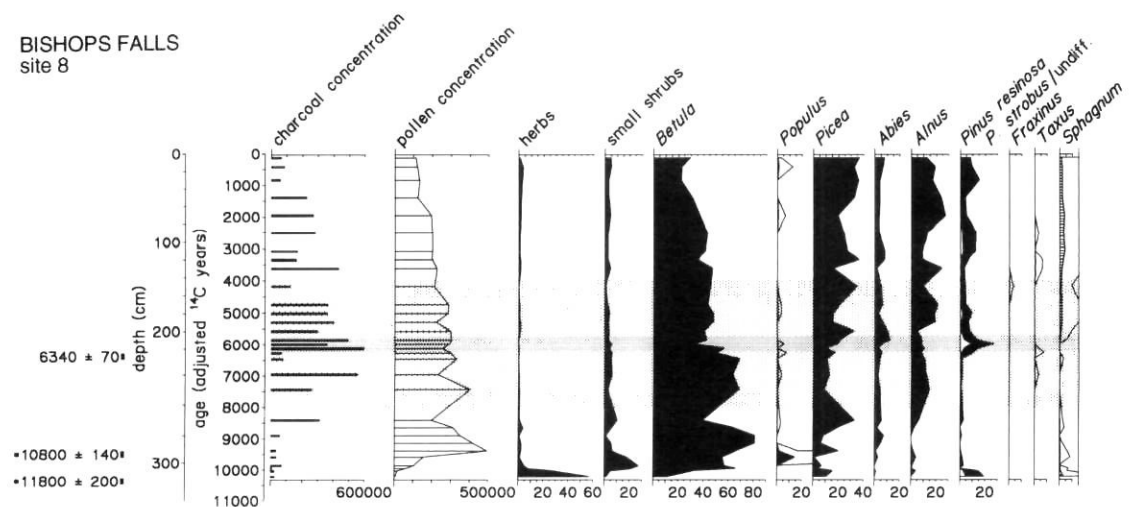 BISHOPS FALLS
site 8
charcoal concentration
pollen concentration
herbs
small shrubs
Betula
Populus
Picea
Abies
Alnus
Pinus resinosa
P. strobus/undiff.
Fraxinus
Taxus
Sphagnum
depth (cm)
0
100
200
300
age (adjusted 14C years)
0
1000
2000
3000
4000
5000
6000
7000
8000
9000
10000
11000
6340 ± 70
10800 ± 140
11800 ± 200
600000
500000
20 40 60
20
20 40 60 80
20
20 40
20
20
20